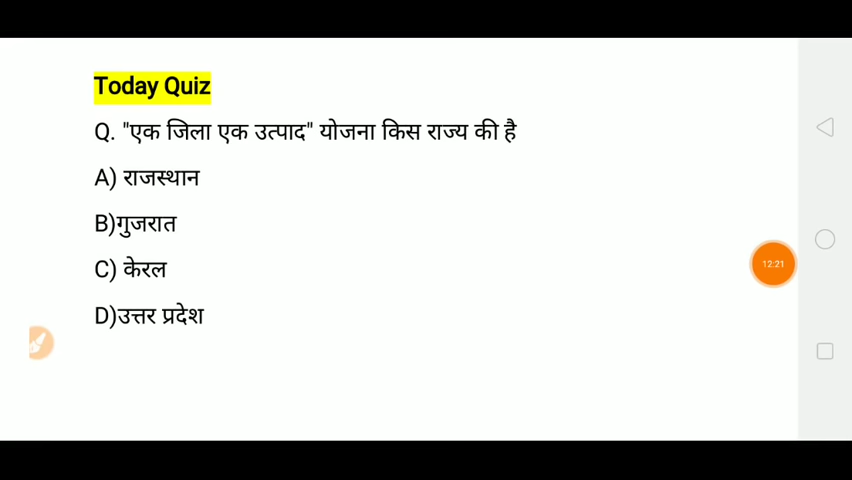 Today Quiz
Q. "एक जिला एक उत्पाद" योजना किस राज्य की है
A) राजस्थान
B)गुजरात
C) केरल
D)उत्तर प्रदेश
12:21